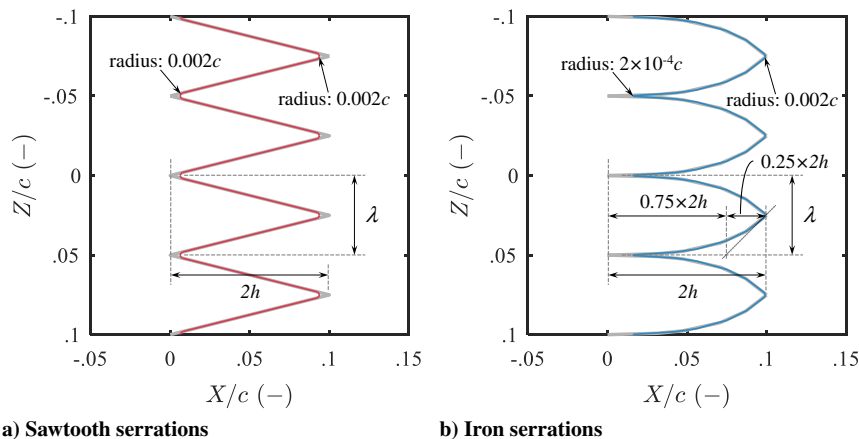 -.1
radius: 0.002c
-.05
radius: 0.002c
Z/c (−)
0
λ
.05
2h
.1
-.05
0
.05
.1
.15
X/c (−)
a) Sawtooth serrations
-.1
radius: 2×10-4c
-.05
radius: 0.002c
Z/c (−)
0.25×2h
0
0.75×2h
λ
.05
2h
.1
-.05
0
.05
.1
.15
X/c (−)
b) Iron serrations